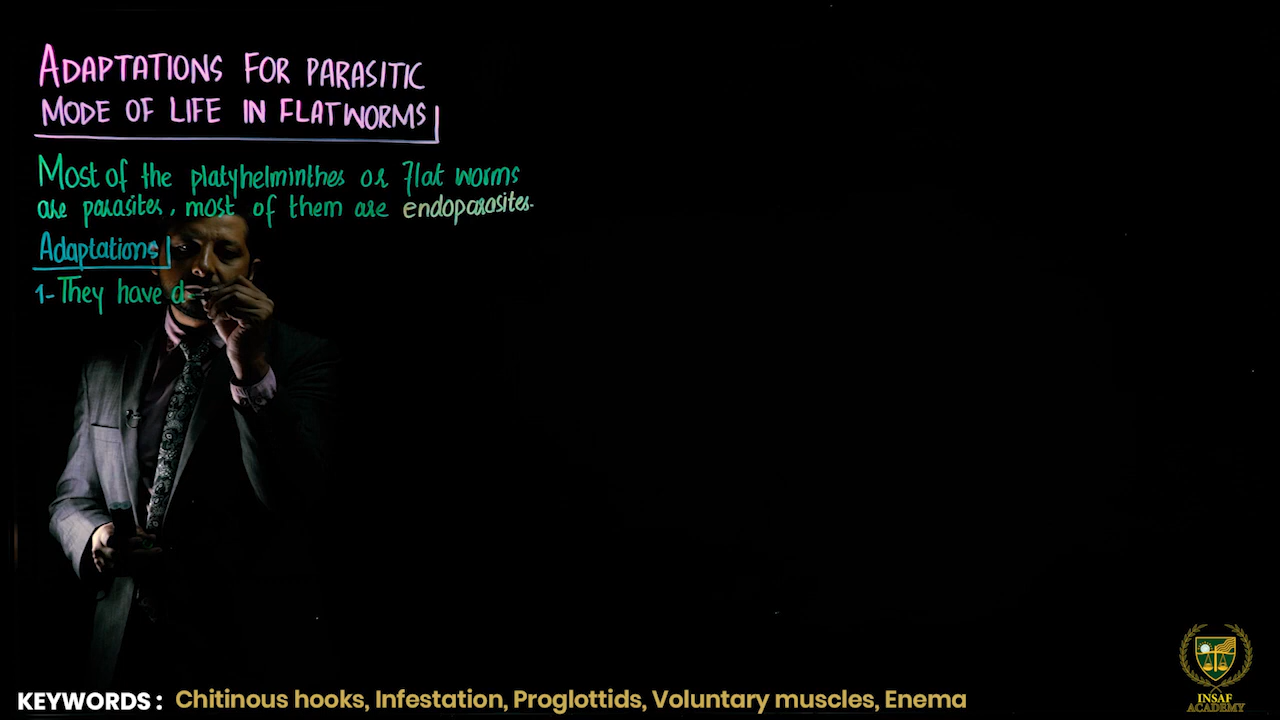 ADAPTATIONS FOR PARASITIC
MODE OF LIFE IN FLATWORMS
Most of the platyhelminthes or Flat worms
are parasites, most of them are endoparasites.
Adaptations
1- They have d
KEYWORDS : Chitinous hooks, Infestation, Proglottids, Voluntary muscles, Enema
INSAF
ACADEMY